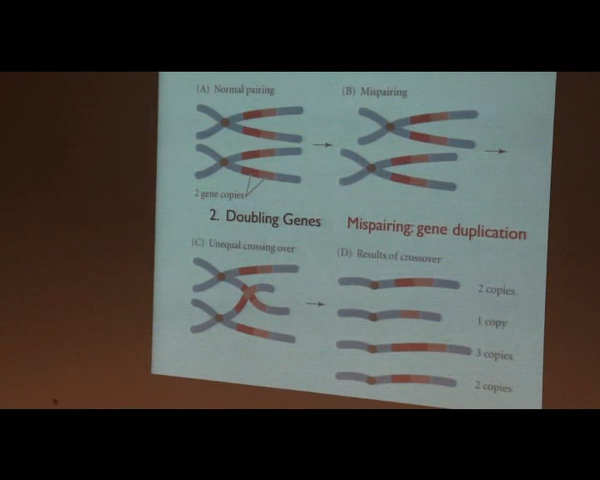 (A) Normal pairing
(B) Mispairing
2 gene copies
2. Doubling Genes
Mispairing: gene duplication
(C) Unequal crossing over
(D) Results of crossover
2 copies
1 copy
3 copies
2 copies